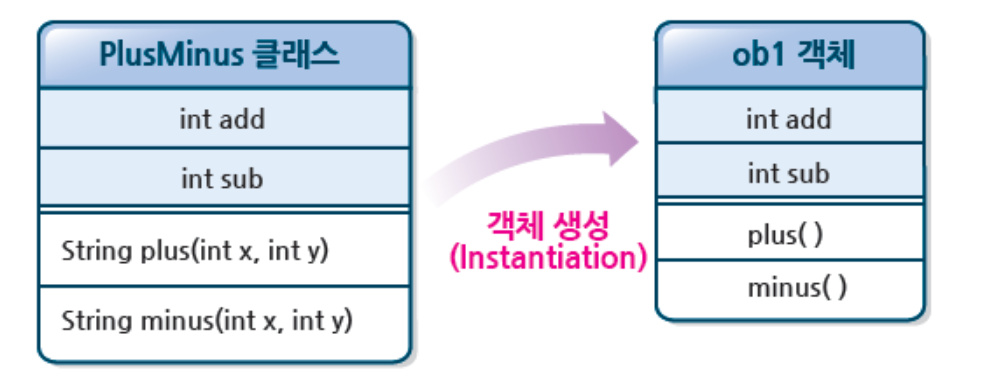 PlusMinus 클래스
int add
int sub
String plus(int x, int y)
String minus(int x, int y)
객체 생성
(Instantiation)
ob1 객체
int add
int sub
plus( )
minus( )